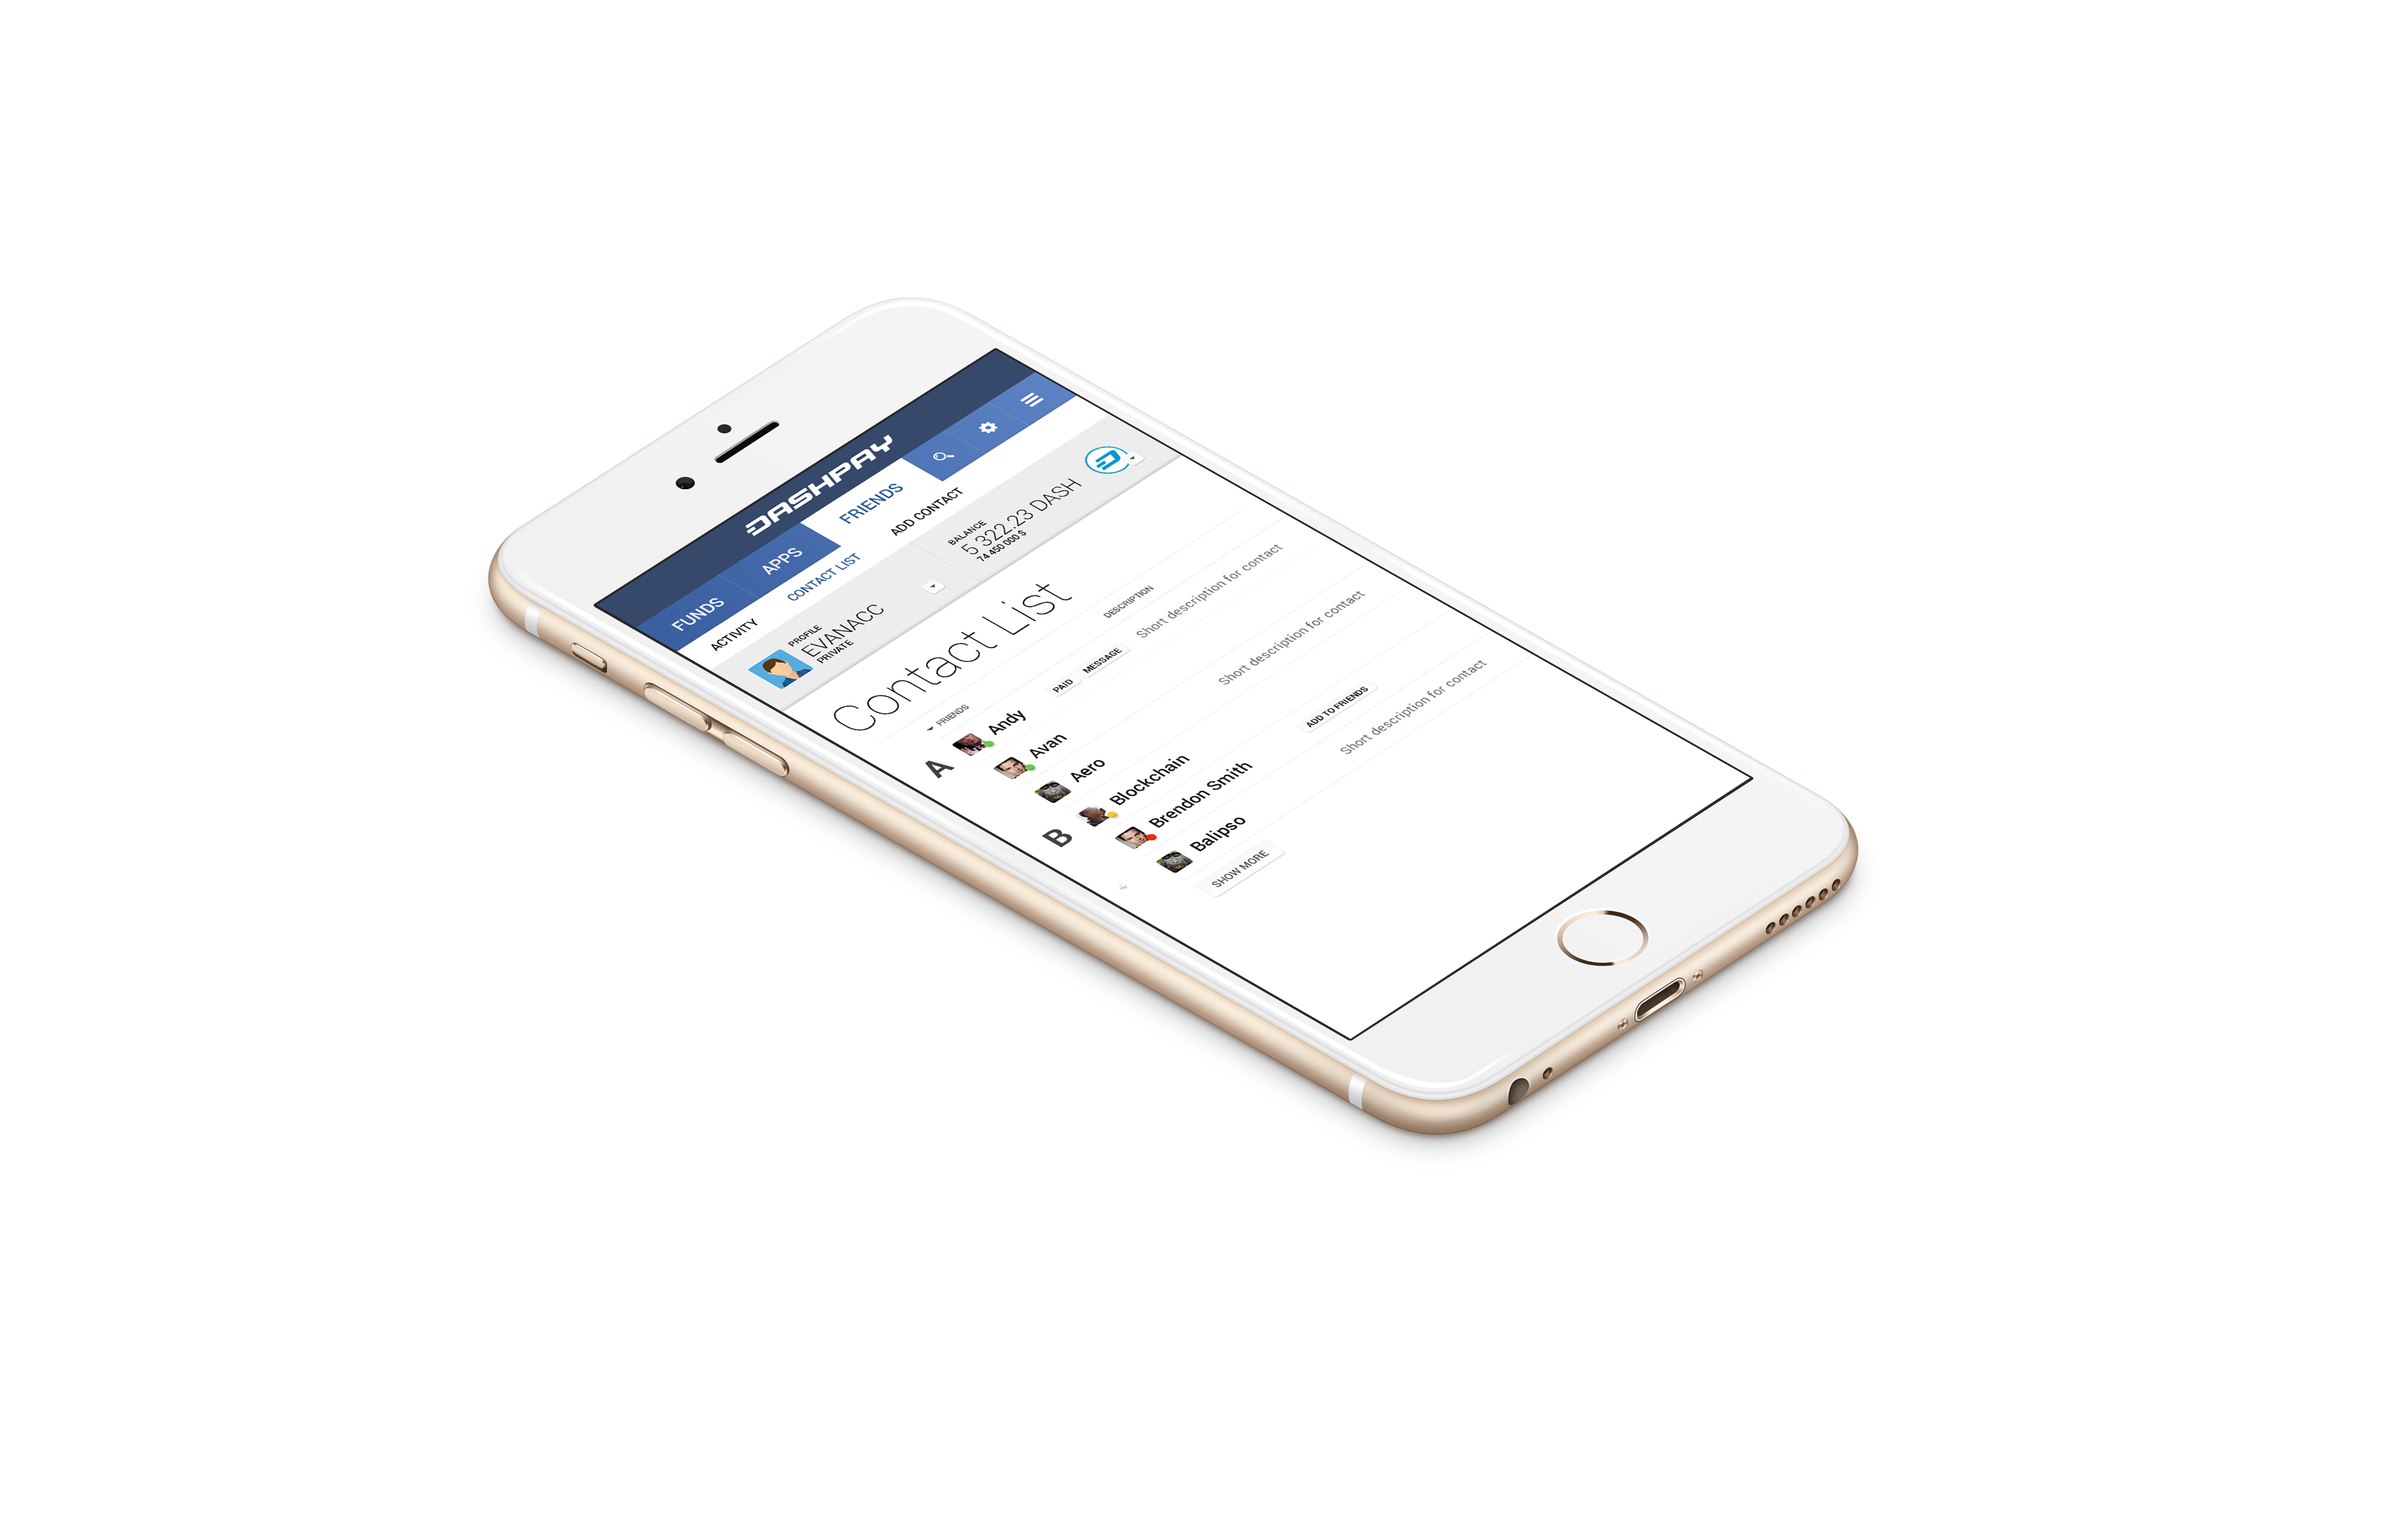 DASHPAY
FUNDS APPS FRIENDS
ACTIVITY CONTACT LIST ADD CONTACT
PROFILE
EVANACC
PRIVATE
BALANCE
5 322.23 DASH
74 450 000 $
Contact List
FRIENDS DESCRIPTION
A
Andy PAID MESSAGE Short description for contact
Avan
Aero Short description for contact
B
Blockchain
Brendon Smith ADD TO FRIENDS
Balipso Short description for contact
SHOW MORE